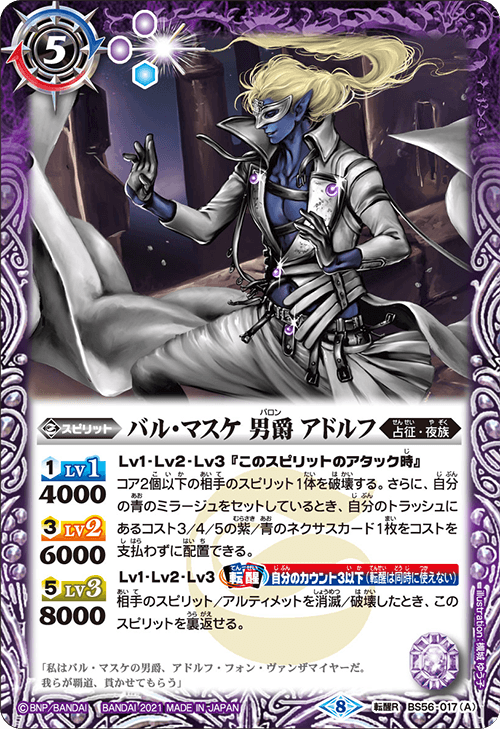 5
スピリット
バル・マスケ 男爵 アドルフ
バロン
占征・夜族
せんせい やぞく
1 LV1
4000
3 LV2
6000
5 LV3
8000
Lv1・Lv2・Lv3『このスピリットのアタック時』
コア2個以下の相手のスピリット1体を破壊する。さらに、自分
の青のミラージュをセットしているとき、自分のトラッシュに
あるコスト3/4/5の紫/青のネクサスカード1枚をコストを
支払わずに配置できる。
Lv1・Lv2・Lv3 転醒 自分のカウント3以下(転醒は同時に使えない)
相手のスピリット/アルティメットを消滅/破壊したとき、この
スピリットを裏返せる。
「私はバル・マスケの男爵、アドルフ・フォン・ヴァンザマイヤーだ。
我らが覇道、貫かせてもらう」
illustration:
©BNP/BANDAI BANDAI 2021 MADE IN JAPAN
8
転醒R BS56-017(A)